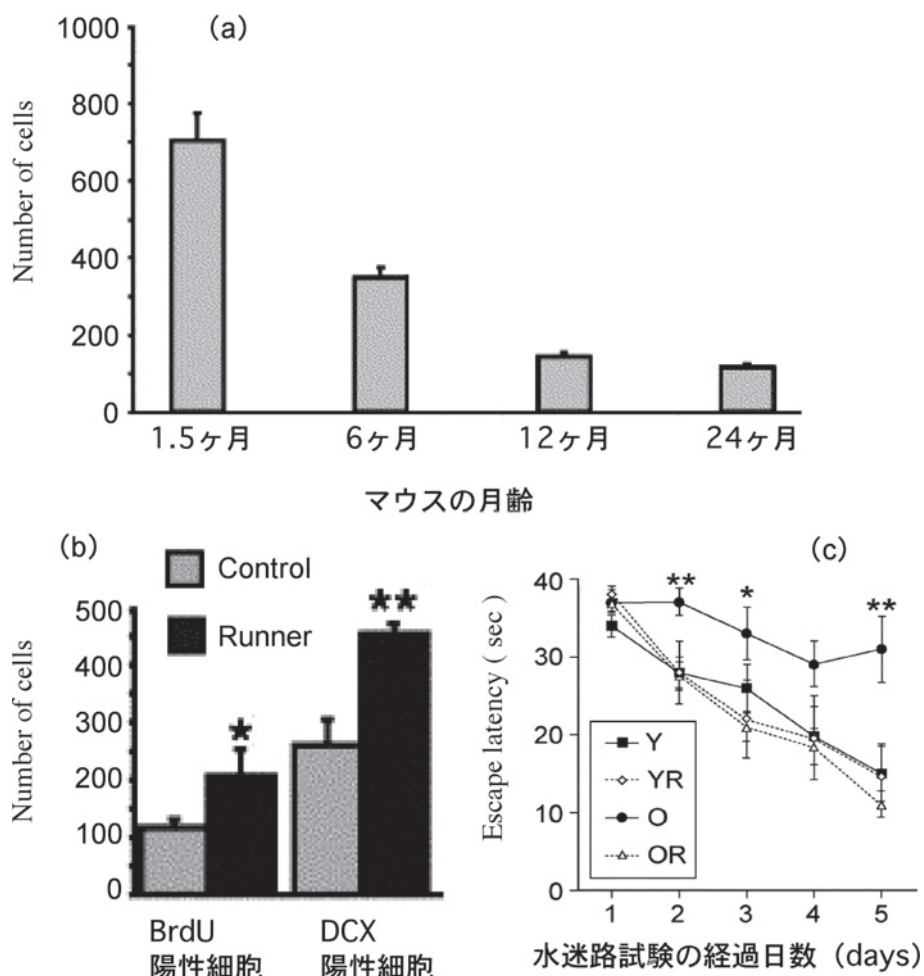 (a)
Number of cells
1000
800
600
400
200
0
1.5ヶ月 6ヶ月 12ヶ月 24ヶ月
マウスの月齢
(b)
Control
Runner
Number of cells
500
400
300
200
100
0
*
**
BrdU
陽性細胞
DCX
陽性細胞
(c)
Escape latency ( sec )
40
30
20
10
0
**
*
**
Y
YR
O
OR
1 2 3 4 5
水迷路試験の経過日数 (days)